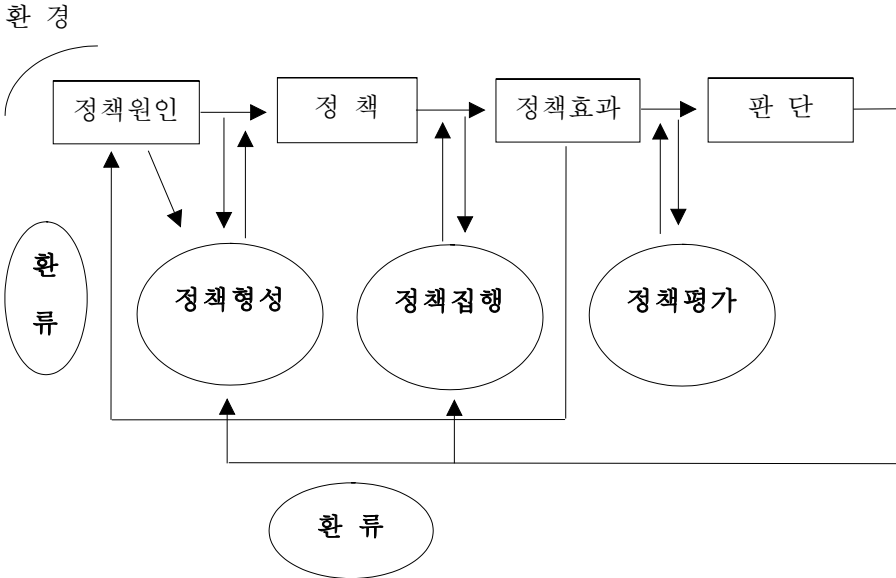 환 경
정책원인
정 책
정책효과
판 단
환
류
정책형성
정책집행
정책평가
환 류